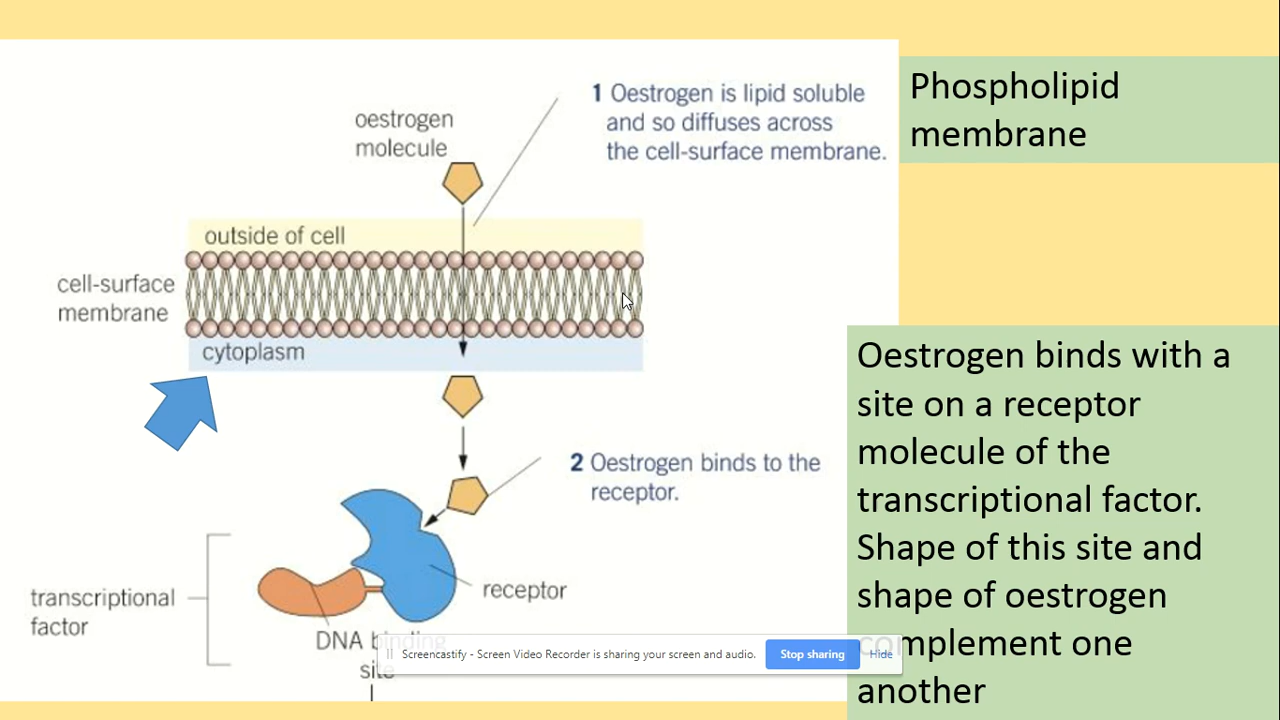 oestrogen
molecule
1 Oestrogen is lipid soluble
and so diffuses across
the cell-surface membrane.
Phospholipid
membrane
outside of cell
cell-surface
membrane
cytoplasm
2 Oestrogen binds to the
receptor.
transcriptional
factor
receptor
DNA binding
site
Oestrogen binds with a
site on a receptor
molecule of the
transcriptional factor.
Shape of this site and
shape of oestrogen
complement one
another
Screencastify - Screen Video Recorder is sharing your screen and audio.
Stop sharing
Hide